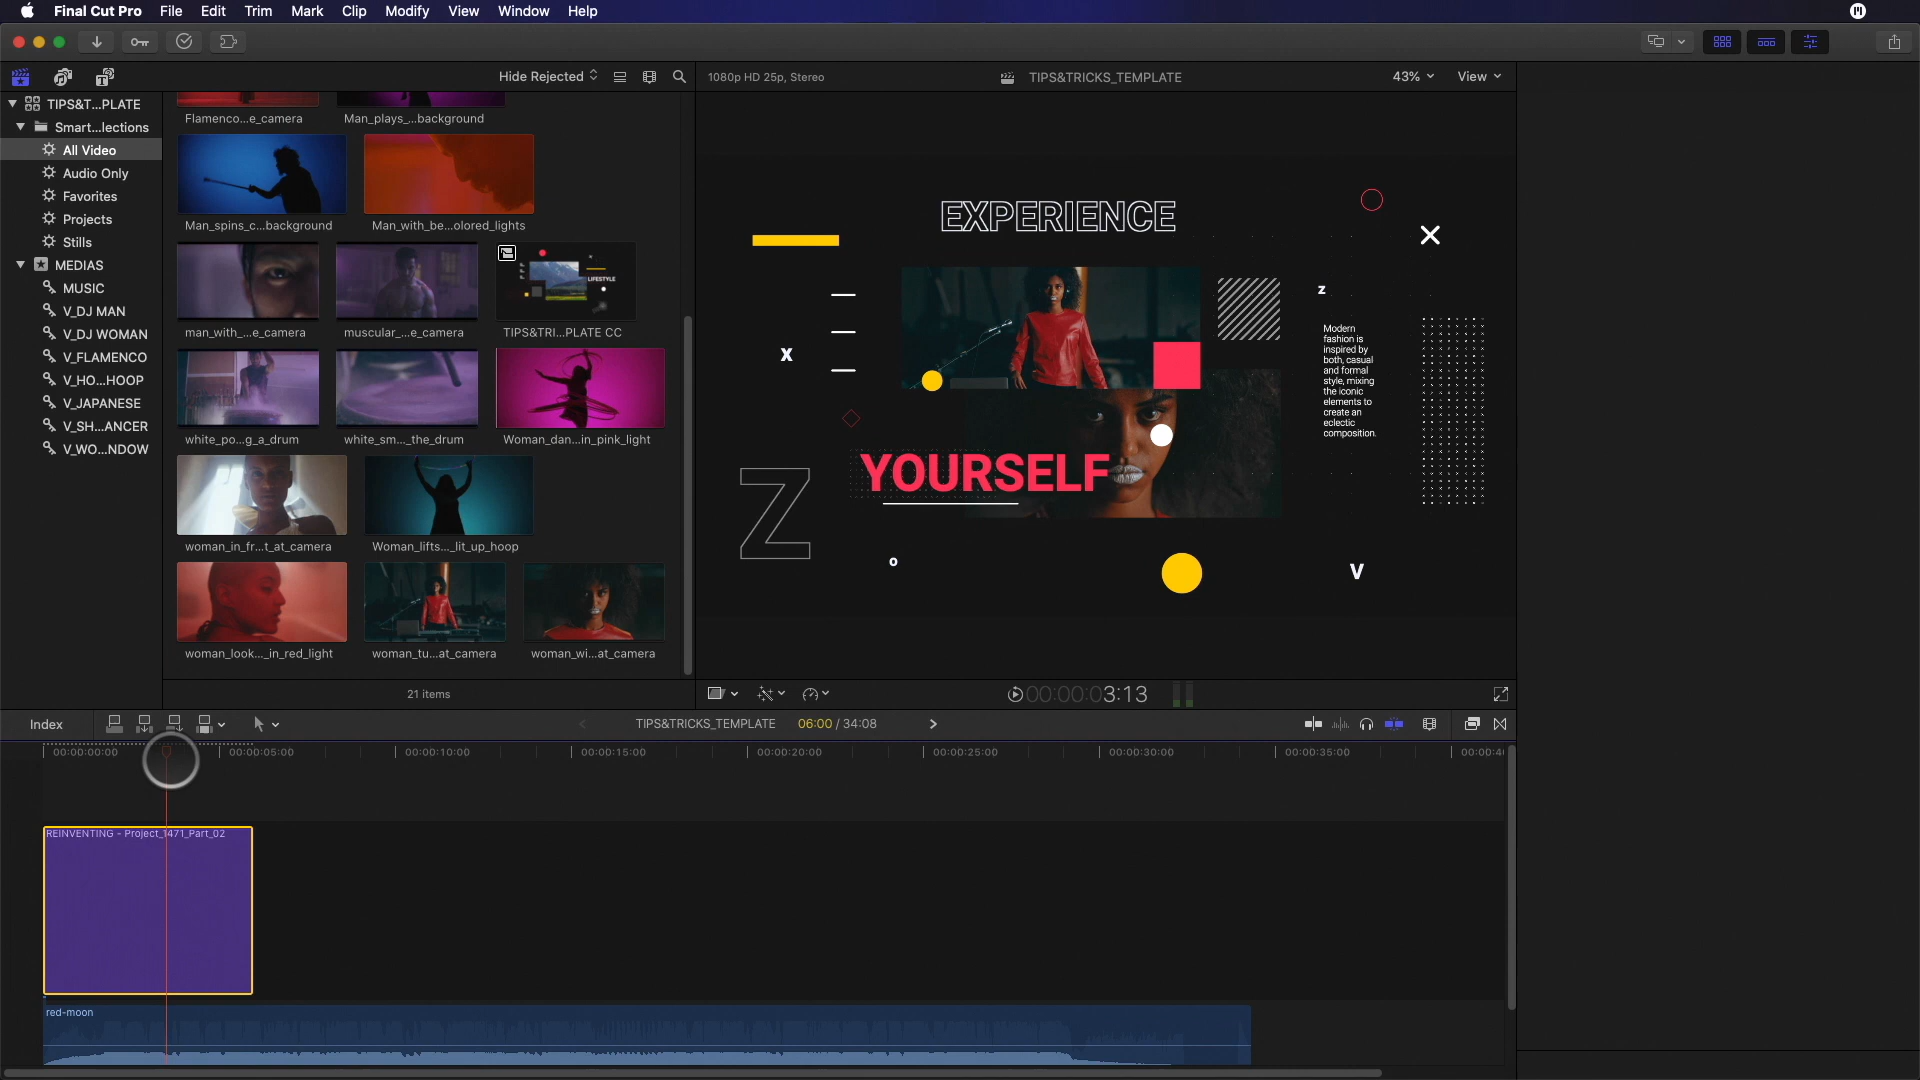 Final Cut Pro File Edit Trim Mark Clip Modify View Window Help
Hide Rejected
1080p HD 25p, Stereo
TIPS&TRICKS_TEMPLATE
43%
View
TIPS&T...PLATE
Smart...lections
All Video
Audio Only
Favorites
Projects
Stills
MEDIAS
MUSIC
V_DJ MAN
V_DJ WOMAN
V_FLAMENCO
V_HO...HOOP
V_JAPANESE
V_SH...ANCER
V_WO...NDOW
Flamenco...e_camera
Man_plays_...background
Man_spins_c...background
Man_with_be...olored_lights
LIFESTYLE
man_with_...e_camera
muscular_...e_camera
TIPS&TRI...PLATE CC
white_po...g_a_drum
white_sm..._the_drum
Woman_dan...in_pink_light
woman_in_fr...t_at_camera
Woman_lifts..._lit_up_hoop
woman_look..._in_red_light
woman_tu...at_camera
woman_wi...at_camera
21 items
EXPERIENCE
z
X
Modern
fashion is
inspired by
both, casual
and formal
style, mixing
the iconic
elements to
create an
eclectic
composition.
YOURSELF
Z
o
V
00:00:03:13
Index
TIPS&TRICKS_TEMPLATE
06:00 / 34:08
00:00:00:00
00:00:05:00
00:00:10:00
00:00:15:00
00:00:20:00
00:00:25:00
00:00:30:00
00:00:35:00
00:00:4
REINVENTING - Project_1471_Part_02
red-moon